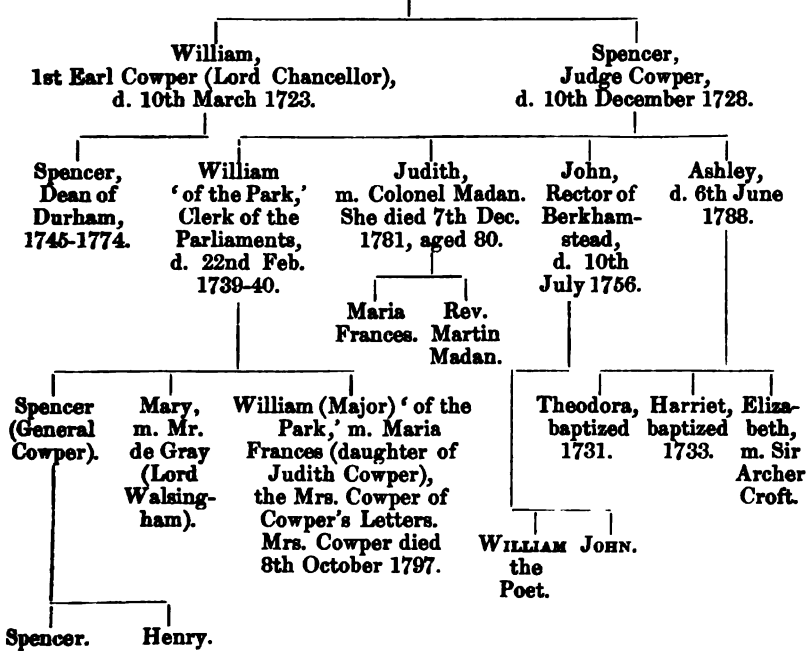 William,
1st Earl Cowper (Lord Chancellor),
d. 10th March 1723.
Spencer,
Judge Cowper,
d. 10th December 1728.
Spencer,
Dean of
Durham,
1745-1774.
William
‘of the Park,’
Clerk of the
Parliaments,
d. 22nd Feb.
1739-40.
Judith,
m. Colonel Madan.
She died 7th Dec.
1781, aged 80.
John,
Rector of
Berkham-
stead,
d. 10th
July 1756.
Ashley,
d. 6th June
1788.
Maria
Frances.
Rev.
Martin
Madan.
Spencer
(General
Cowper).
Mary,
m. Mr.
de Gray
(Lord
Walsing-
ham).
William (Major) ‘of the
Park,’ m. Maria
Frances (daughter of
Judith Cowper),
the Mrs. Cowper of
Cowper's Letters.
Mrs. Cowper died
8th October 1797.
Theodora,
baptized
1731.
Harriet,
baptized
1733.
Eliza-
beth,
m. Sir
Archer
Croft.
WILLIAM
the
Poet.
JOHN.
Spencer.
Henry.